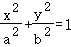 x²/a² + y²/b² = 1